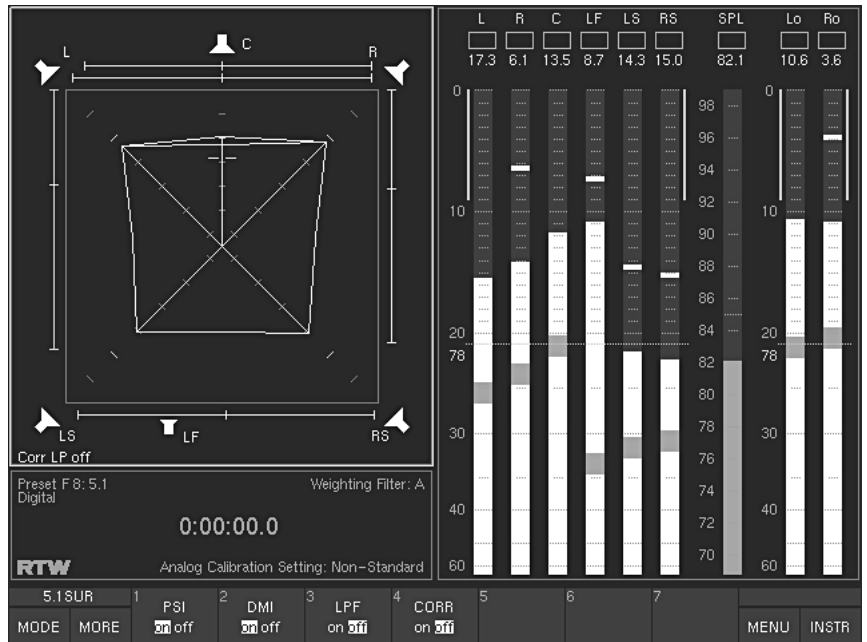 L R C LF LS RS SPL Lo Ro
17.3 6.1 13.5 8.7 14.3 15.0 82.1 10.6 3.6
C
L R
LS LF RS
Corr LP off
0 98 0
96
94
92
10 90 10
88
86
20 84 20
78 82 78
80
30 78 30
76
74
40 72 40
60 70 60
Preset F 8: 5.1 Weighting Filter: A
Digital
0:00:00.0
RTW Analog Calibration Setting: Non-Standard
5.1SUR 1 PSI 2 DMI 3 LPF 4 CORR 5 6 7
MODE MORE on off on off on off on off MENU INSTR